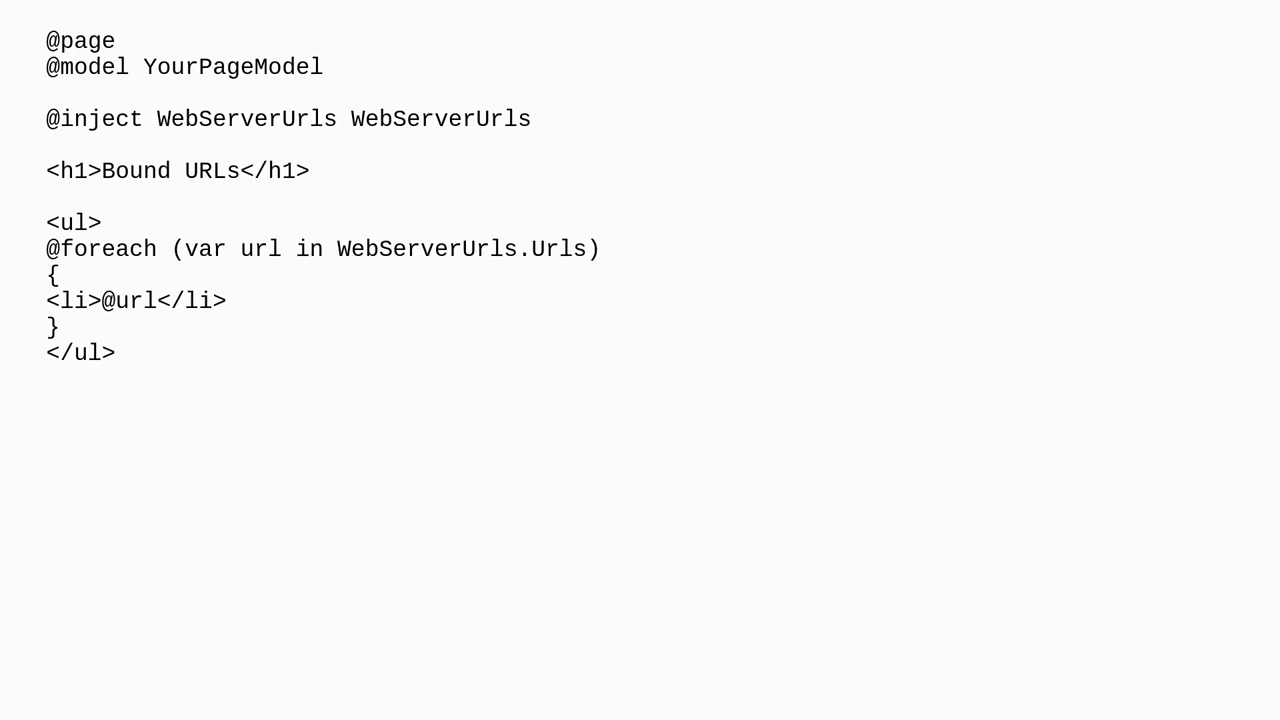 @page
@model YourPageModel
@inject WebServerUrls WebServerUrls
<h1>Bound URLs</h1>
<ul>
@foreach (var url in WebServerUrls.Urls)
{
<li>@url</li>
}
</ul>